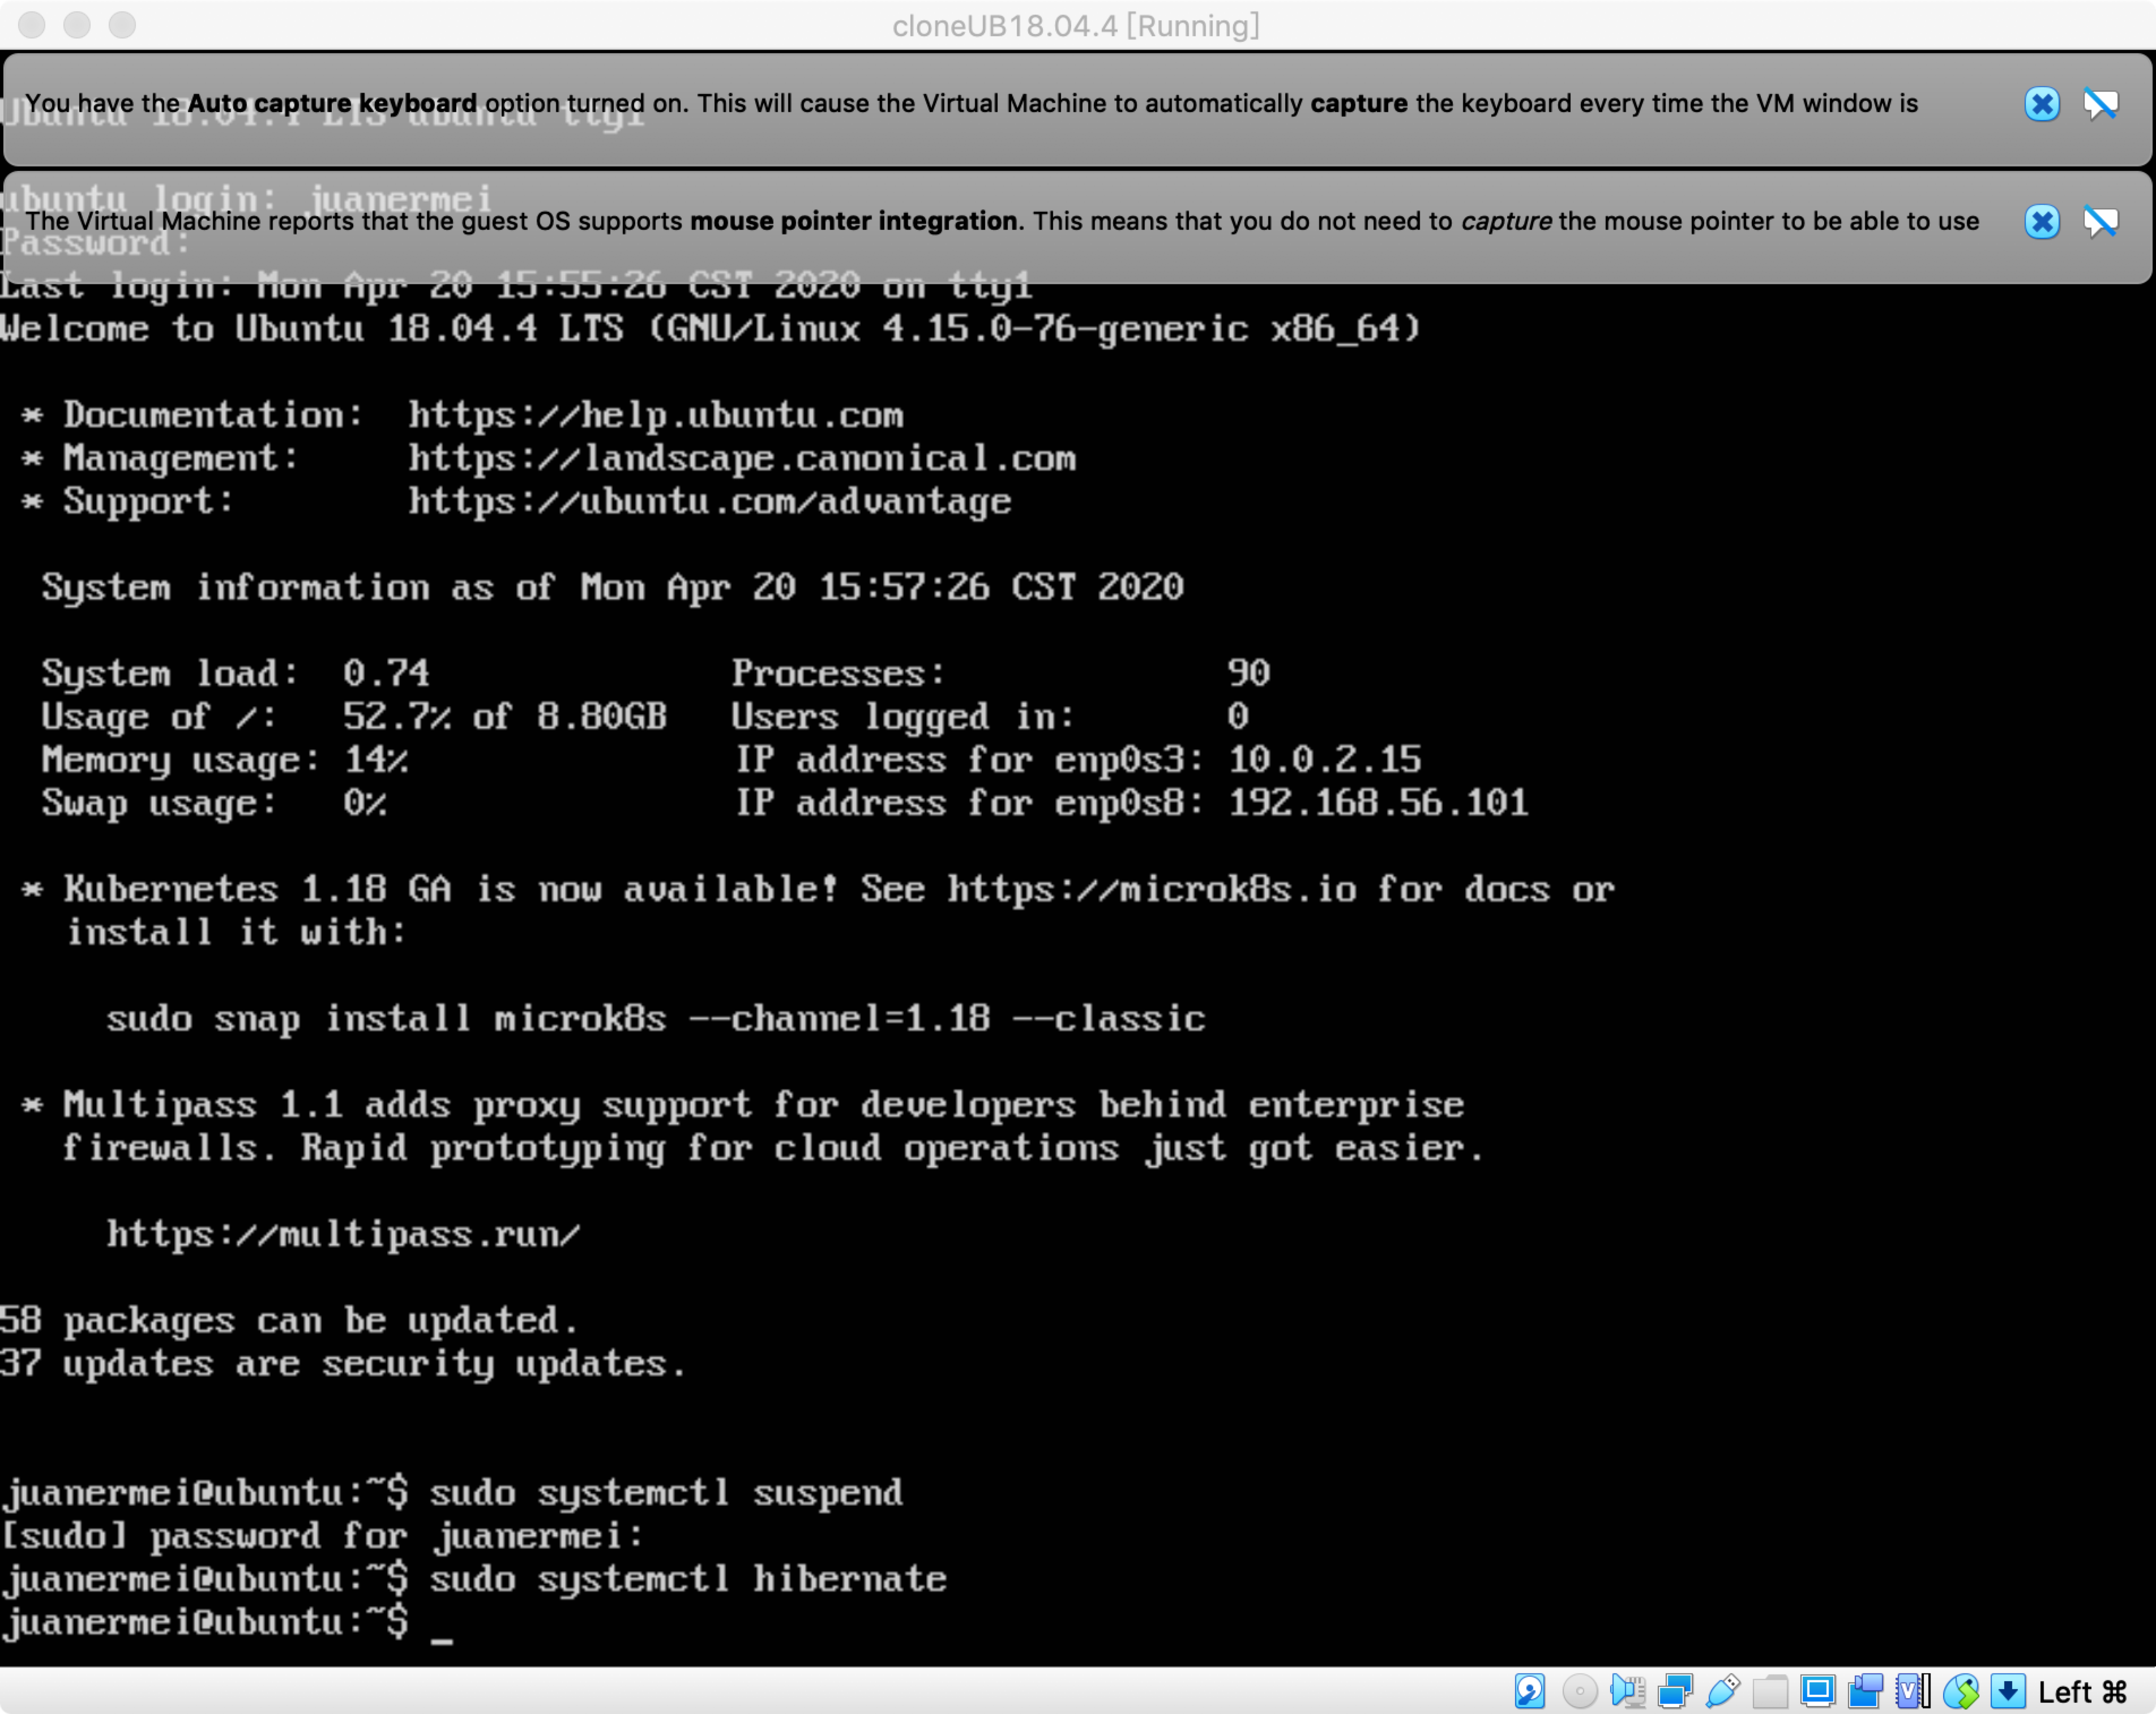 cloneUB18.04.4 [Running]
You have the Auto capture keyboard option turned on. This will cause the Virtual Machine to automatically capture the keyboard every time the VM window is
Ubuntu 18.04.4 LTS ubuntu tty1
ubuntu login: juanermei
The Virtual Machine reports that the guest OS supports mouse pointer integration. This means that you do not need to capture the mouse pointer to be able to use
Password:
Last login: Mon Apr 20 15:55:26 CST 2020 on tty1
Welcome to Ubuntu 18.04.4 LTS (GNU/Linux 4.15.0-76-generic x86_64)
* Documentation:  https://help.ubuntu.com
* Management:     https://landscape.canonical.com
* Support:        https://ubuntu.com/advantage
System information as of Mon Apr 20 15:57:26 CST 2020
System load:  0.74              Processes:             90
Usage of /:   52.7% of 8.80GB   Users logged in:       0
Memory usage: 14%               IP address for enp0s3: 10.0.2.15
Swap usage:   0%                IP address for enp0s8: 192.168.56.101
* Kubernetes 1.18 GA is now available! See https://microk8s.io for docs or
install it with:
sudo snap install microk8s --channel=1.18 --classic
* Multipass 1.1 adds proxy support for developers behind enterprise
firewalls. Rapid prototyping for cloud operations just got easier.
https://multipass.run/
58 packages can be updated.
37 updates are security updates.
juanermei@ubuntu:~$ sudo systemctl suspend
[sudo] password for juanermei:
juanermei@ubuntu:~$ sudo systemctl hibernate
juanermei@ubuntu:~$ _
Left ⌘